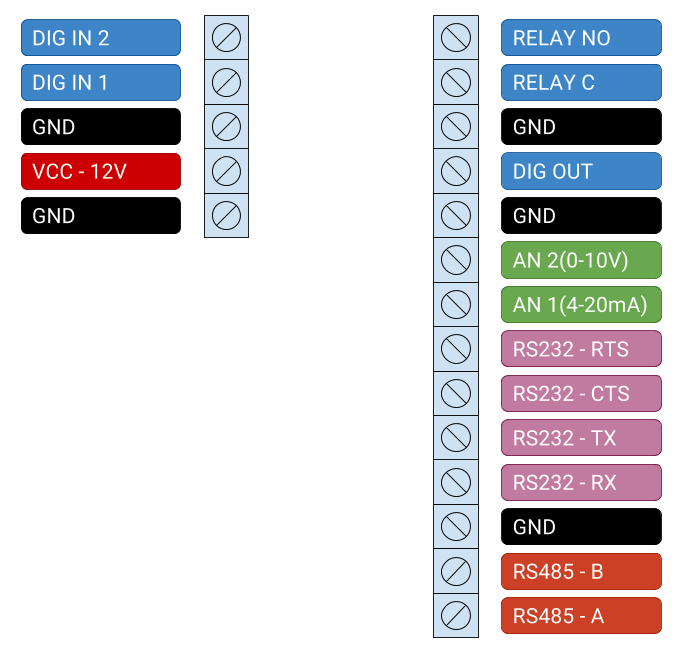 DIG IN 2
DIG IN 1
GND
VCC - 12V
GND
RELAY NO
RELAY C
GND
DIG OUT
GND
AN 2(0-10V)
AN 1(4-20mA)
RS232 - RTS
RS232 - CTS
RS232 - TX
RS232 - RX
GND
RS485 - B
RS485 - A